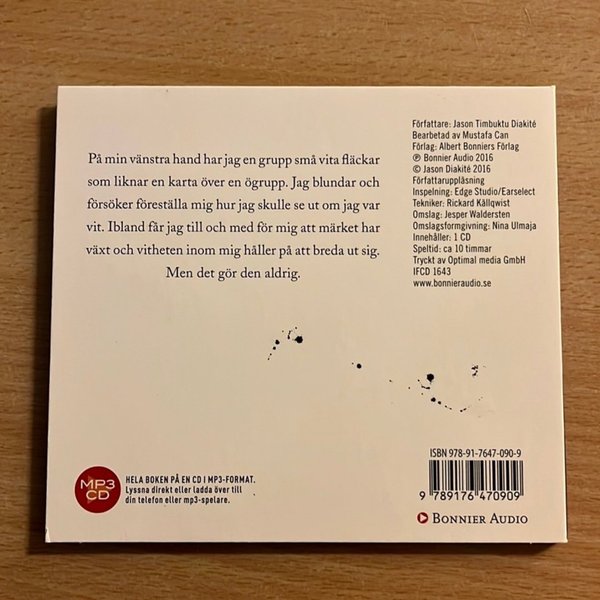 På min vänstra hand har jag en grupp små vita fläckar
som liknar en karta över en ögrupp. Jag blundar och
försöker föreställa mig hur jag skulle se ut om jag var
vit. Ibland får jag till och med för mig att märket har
växt och vitheten inom mig håller på att breda ut sig.
Men det gör den aldrig.
Författare: Jason Timbuktu Diakité
Bearbetad av Mustafa Can
Förlag: Albert Bonniers Förlag
℗ Bonnier Audio 2016
© Jason Diakité 2016
Författaruppläsning
Inspelning: Edge Studio/Earselect
Tekniker: Rickard Källqwist
Omslag: Jesper Waldersten
Omslagsformgivning: Nina Ulmaja
Innehåller: 1 CD
Speltid: ca 10 timmar
Tryckt av Optimal media GmbH
IFCD 1643
www.bonnieraudio.se
MP3
CD
HELA BOKEN PÅ EN CD I MP3-FORMAT.
Lyssna direkt eller ladda över till
din telefon eller mp3-spelare.
ISBN 978-91-7647-090-9
9 789176 470909
BONNIER AUDIO